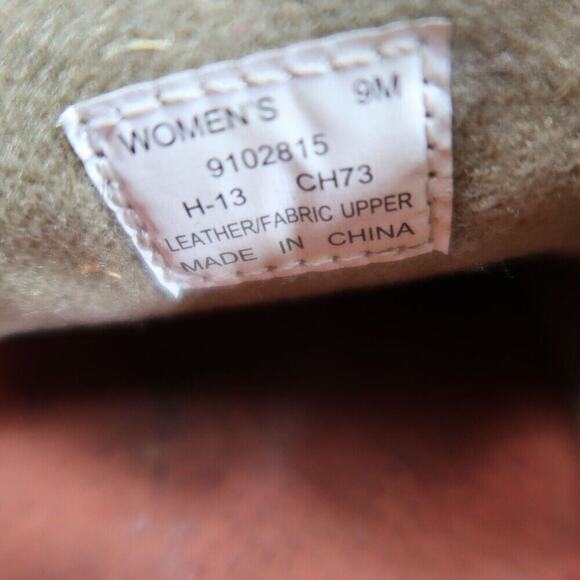 WOMEN'S 9M
9102815
H-13 CH73
LEATHER/FABRIC UPPER
MADE IN CHINA